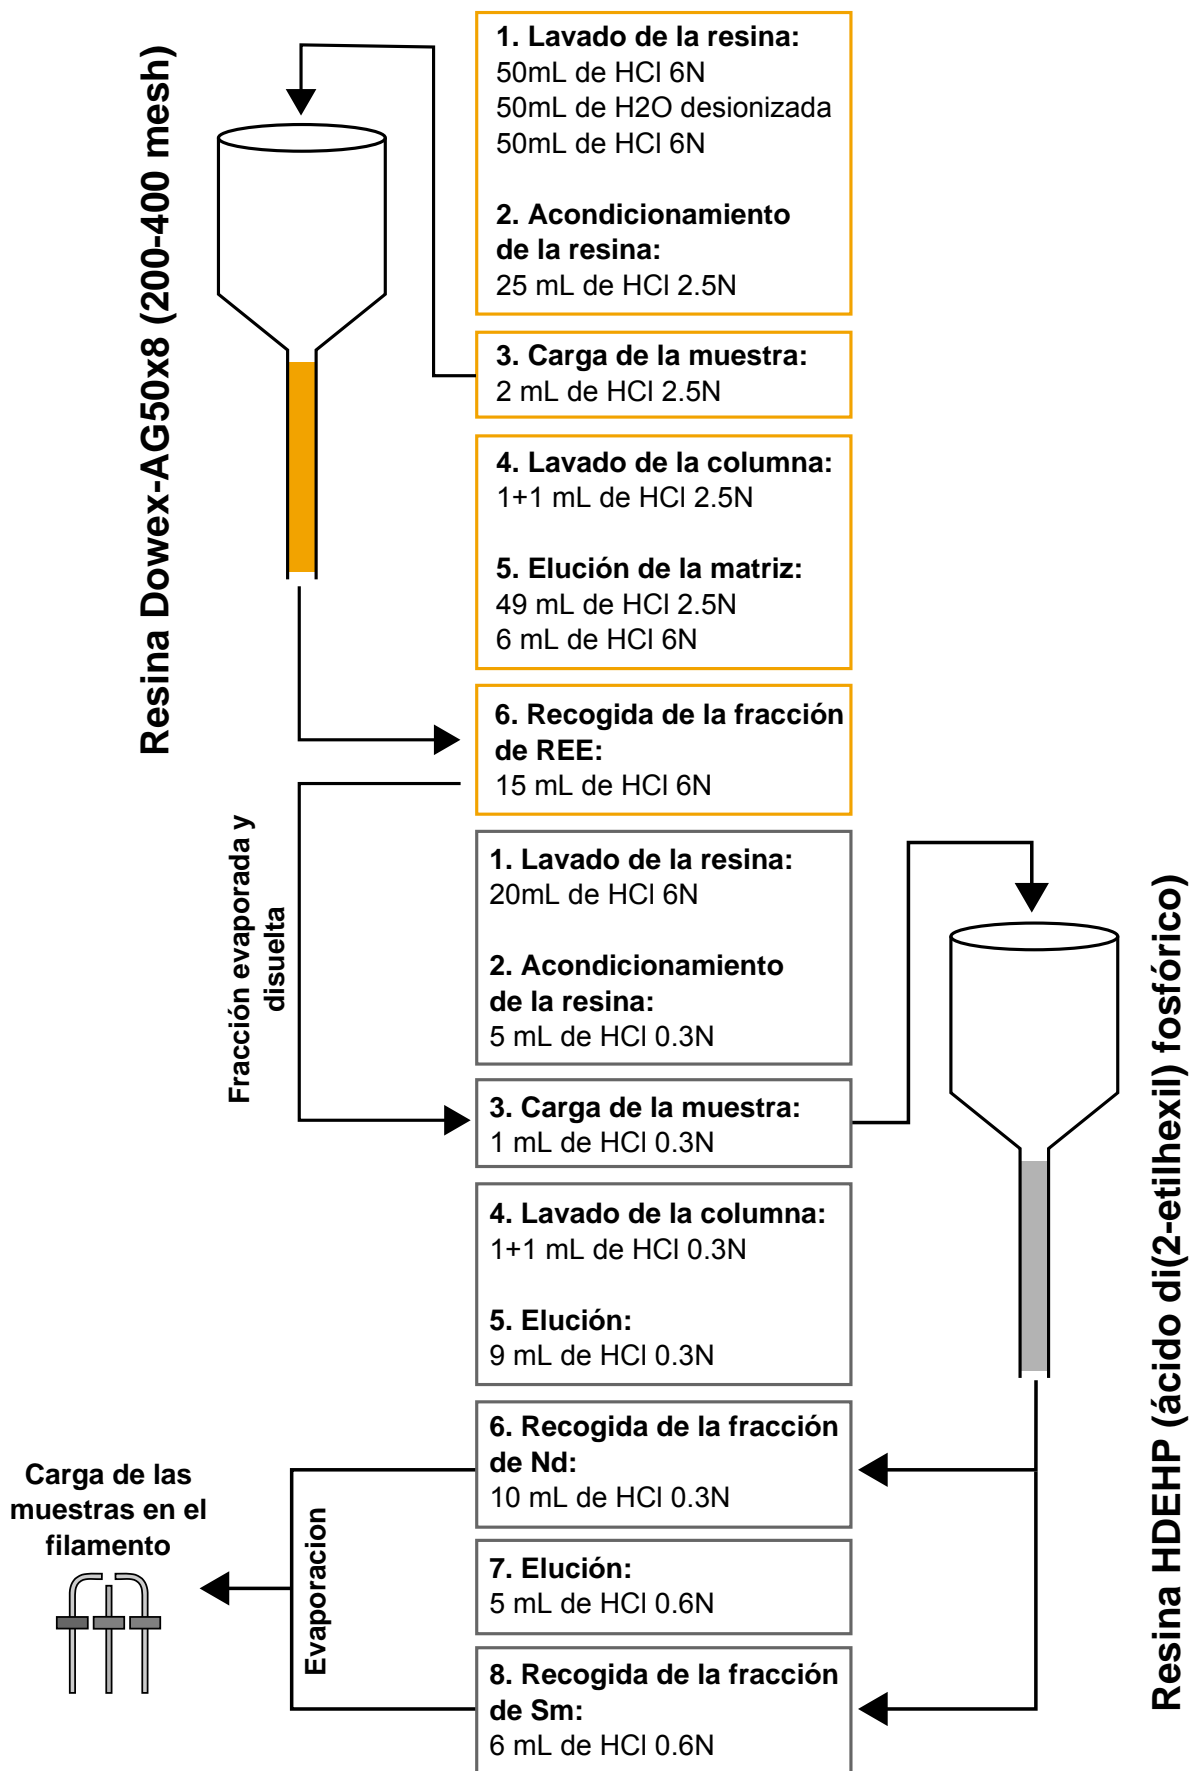 Resina Dowex-AG50x8 (200-400 mesh)
1. Lavado de la resina:
50mL de HCl 6N
50mL de H2O desionizada
50mL de HCl 6N
2. Acondicionamiento
de la resina:
25 mL de HCl 2.5N
3. Carga de la muestra:
2 mL de HCl 2.5N
4. Lavado de la columna:
1+1 mL de HCl 2.5N
5. Elución de la matriz:
49 mL de HCl 2.5N
6 mL de HCl 6N
6. Recogida de la fracción
de REE:
15 mL de HCl 6N
Fracción evaporada y
disuelta
1. Lavado de la resina:
20mL de HCl 6N
2. Acondicionamiento
de la resina:
5 mL de HCl 0.3N
3. Carga de la muestra:
1 mL de HCl 0.3N
4. Lavado de la columna:
1+1 mL de HCl 0.3N
5. Elución:
9 mL de HCl 0.3N
6. Recogida de la fracción
de Nd:
10 mL de HCl 0.3N
7. Elución:
5 mL de HCl 0.6N
8. Recogida de la fracción
de Sm:
6 mL de HCl 0.6N
Resina HDEHP (ácido di(2-etilhexil) fosfórico)
Evaporacion
Carga de las
muestras en el
filamento